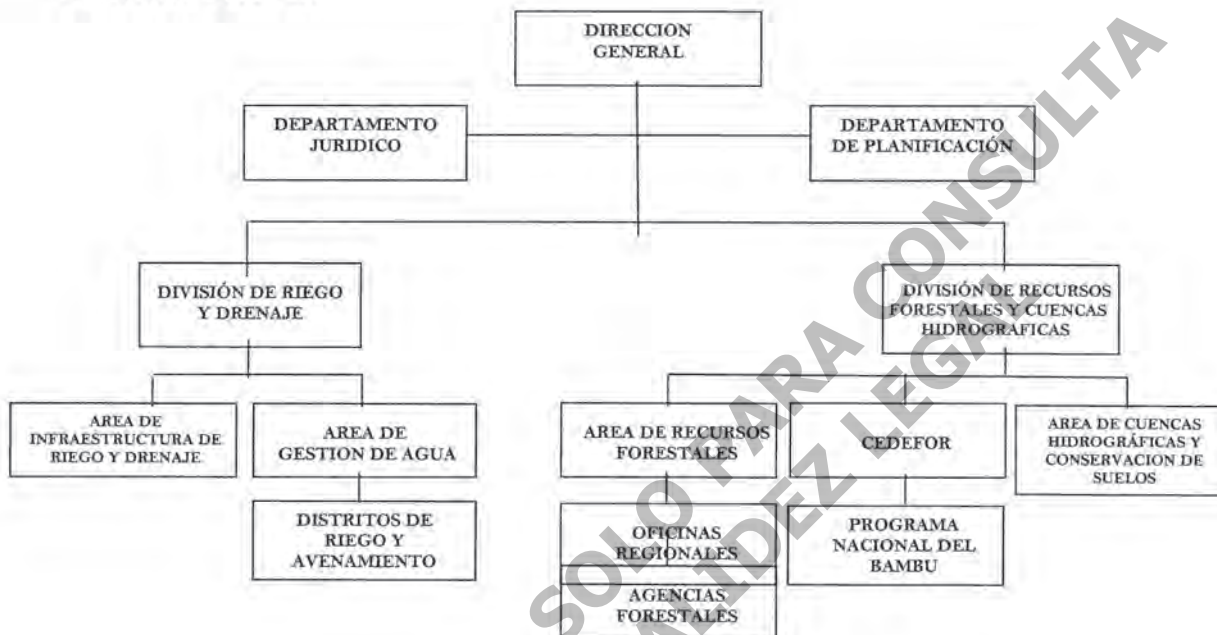 DIRECCION
GENERAL
DEPARTAMENTO
JURIDICO
DEPARTAMENTO
DE PLANIFICACIÓN
DIVISIÓN DE RIEGO
Y DRENAJE
DIVISIÓN DE RECURSOS
FORESTALES Y CUENCAS
HIDROGRAFICAS
AREA DE
INFRAESTRUCTURA DE
RIEGO Y DRENAJE
AREA DE
GESTION DE AGUA
AREA DE RECURSOS
FORESTALES
CEDEFOR
AREA DE CUENCAS
HIDROGRÁFICAS Y
CONSERVACION DE
SUELOS
DISTRITOS DE
RIEGO Y
AVENAMIENTO
OFICINAS
REGIONALES
PROGRAMA
NACIONAL DEL
BAMBU
AGENCIAS
FORESTALES
SOLO PARA CONSULTA
ALIDEZ LEGAL